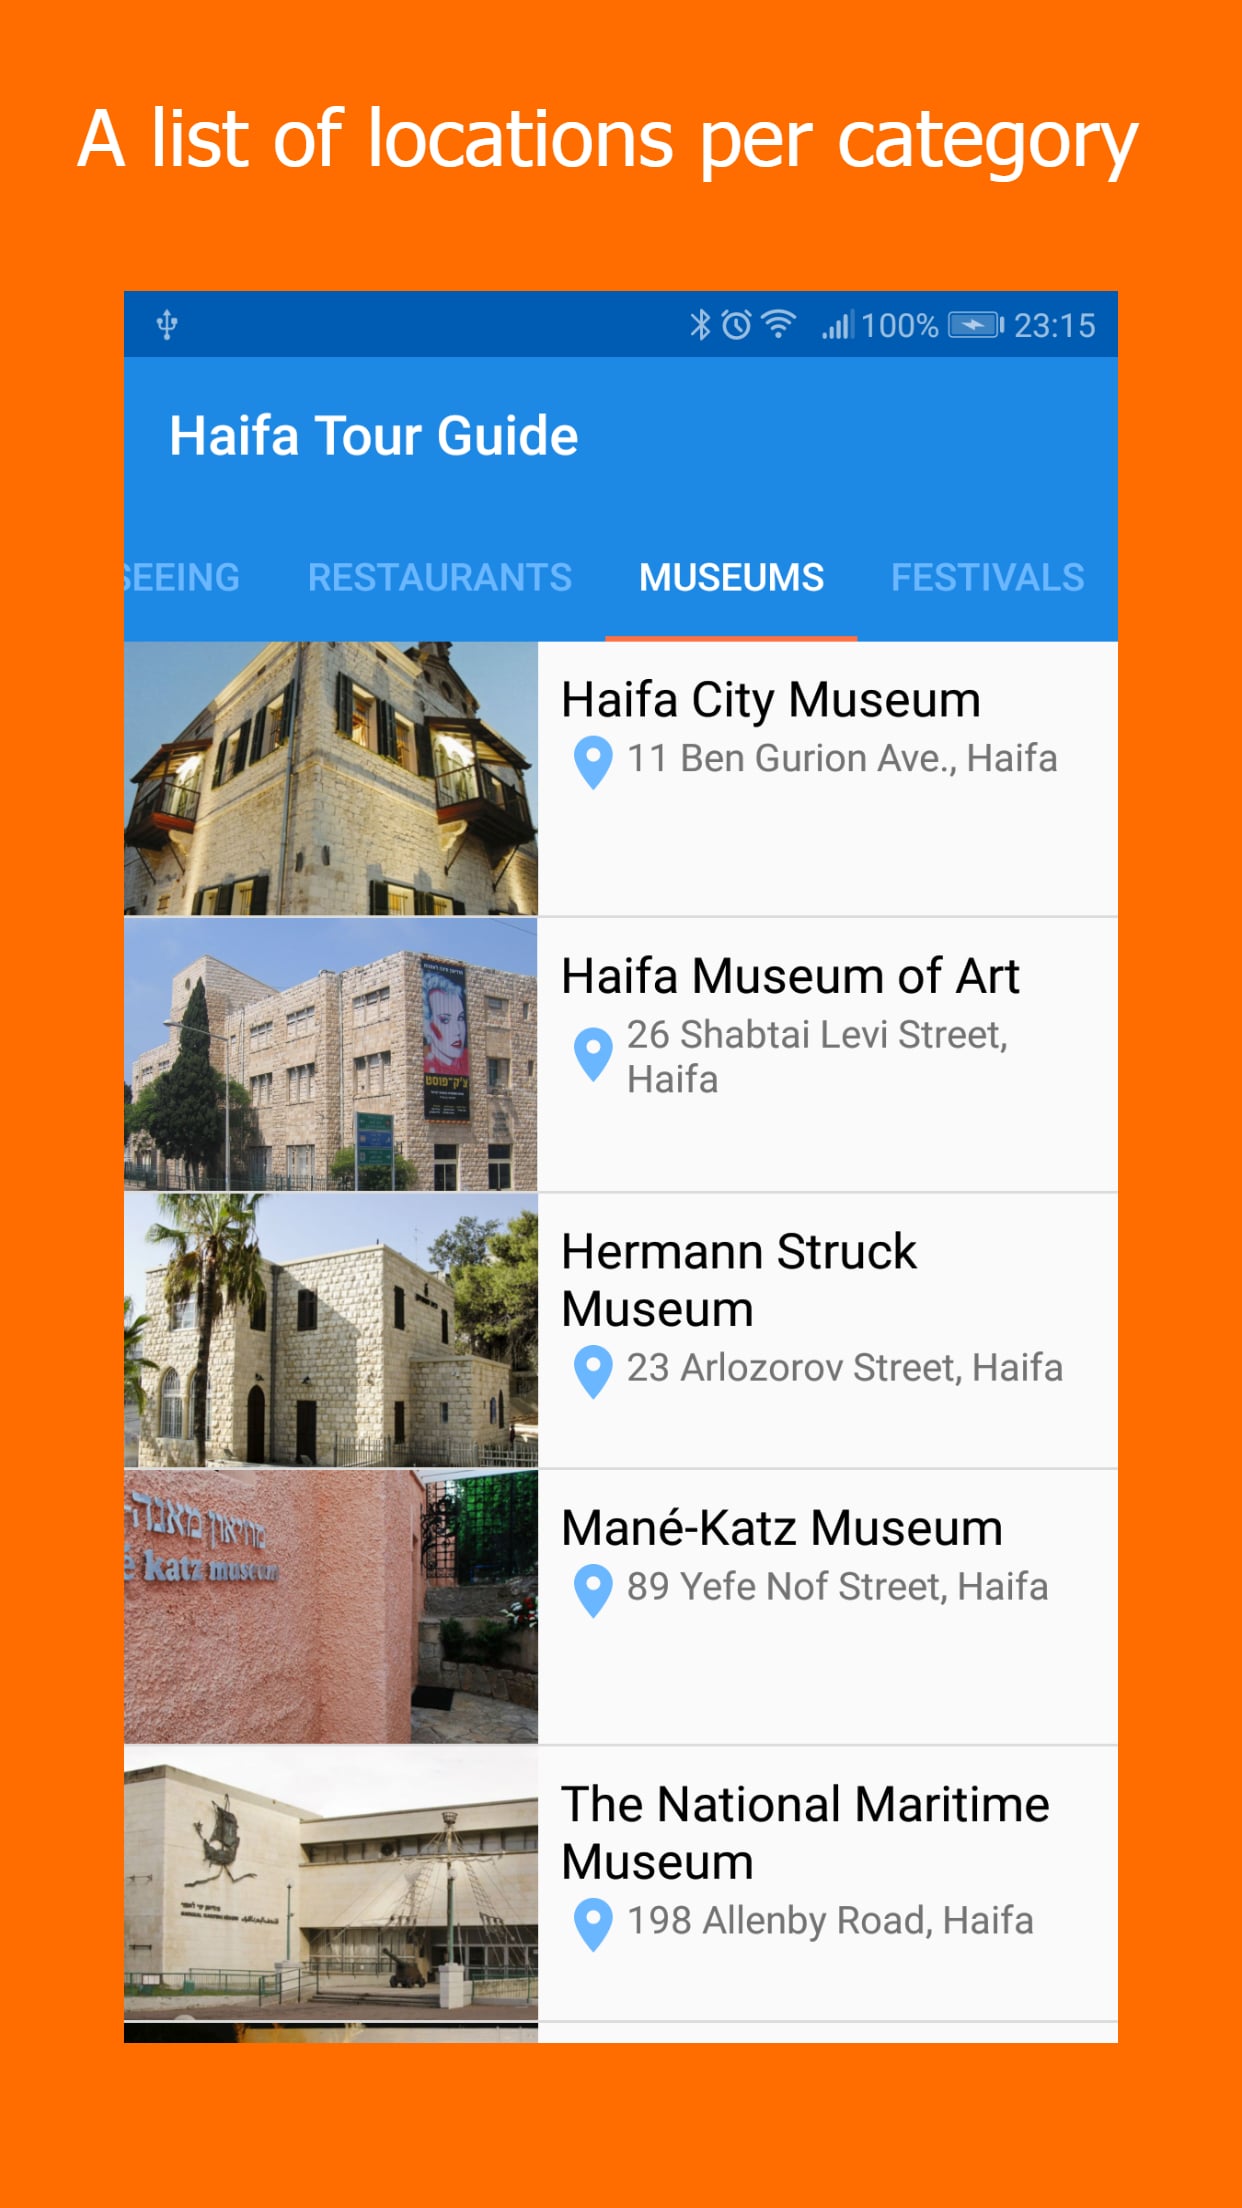 A list of locations per category
100% 23:15
Haifa Tour Guide
SEEING RESTAURANTS MUSEUMS FESTIVALS
Haifa City Museum
11 Ben Gurion Ave., Haifa
Haifa Museum of Art
26 Shabtai Levi Street,
Haifa
צ'ק-פוסט
Hermann Struck
Museum
23 Arlozorov Street, Haifa
מוזיאון מאנה-
é katz museum
Mané-Katz Museum
89 Yefe Nof Street, Haifa
The National Maritime
Museum
198 Allenby Road, Haifa